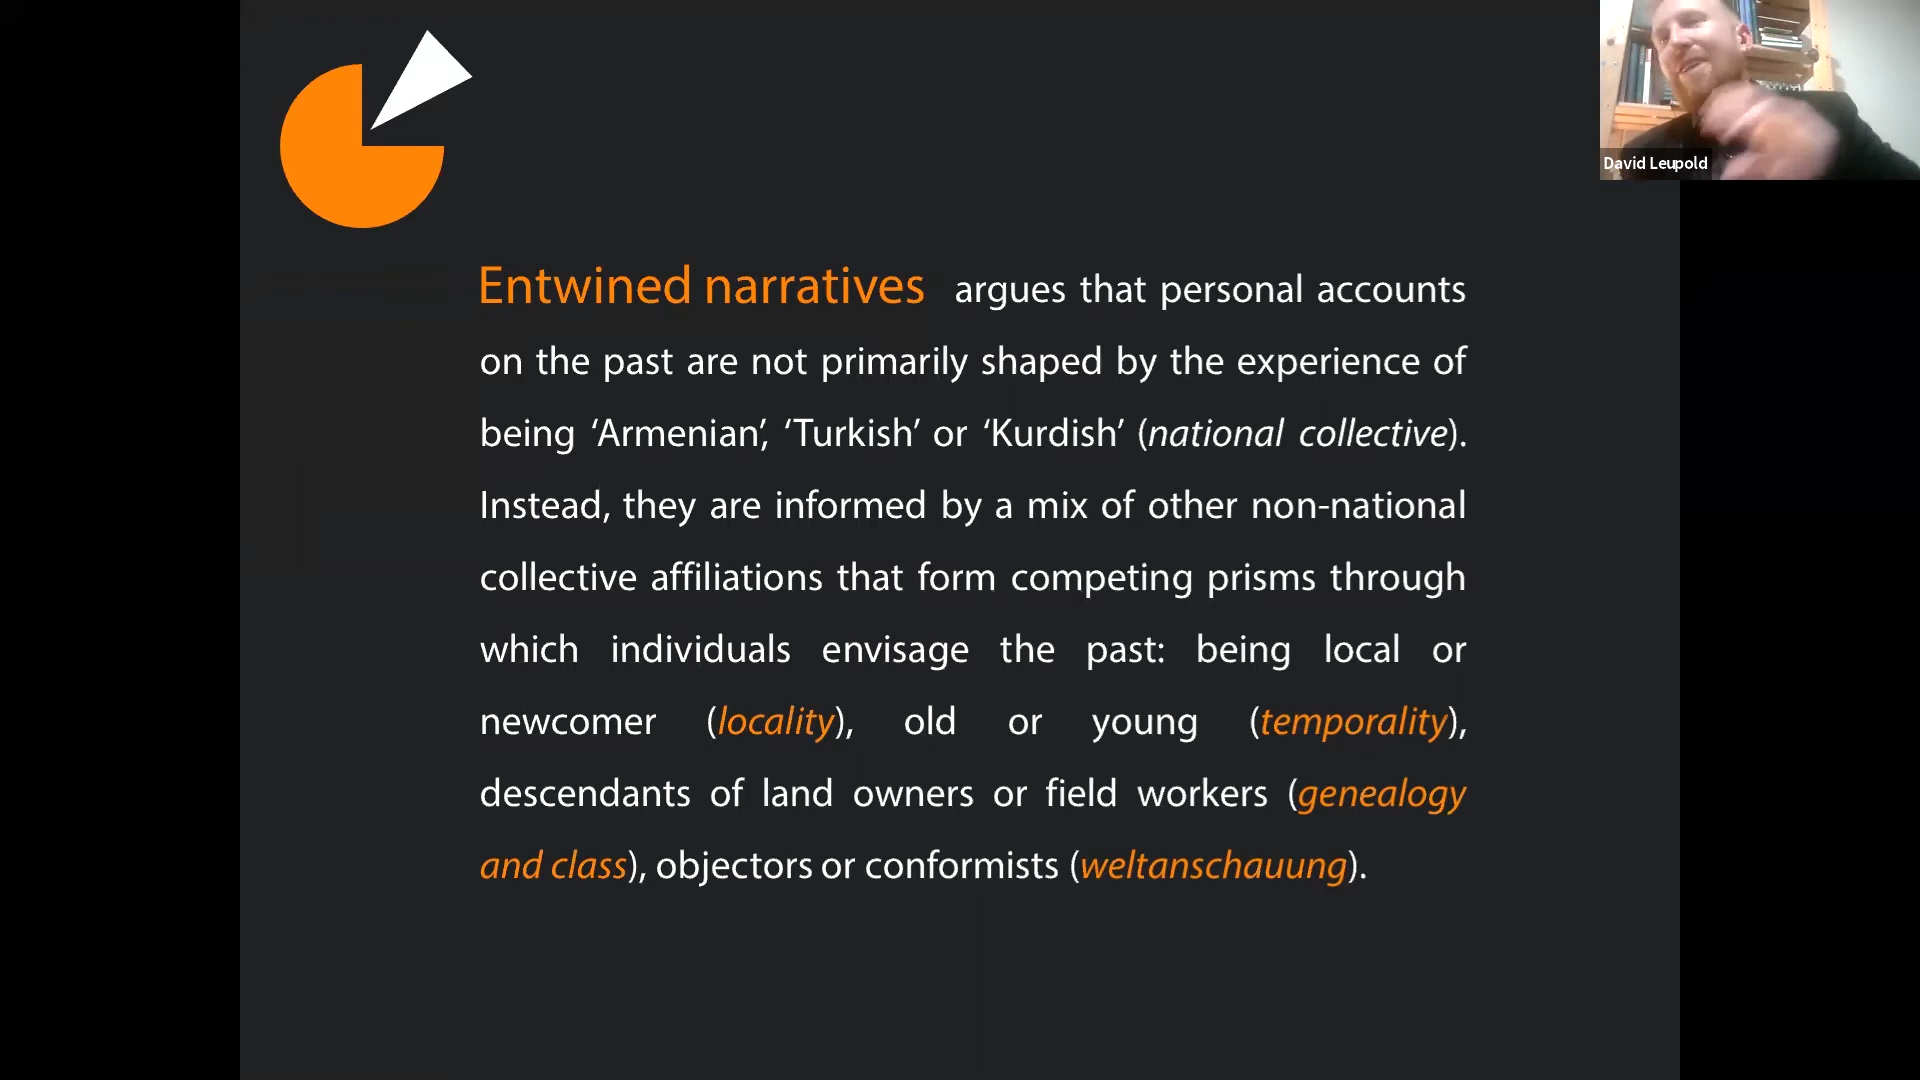 David Leupold
Entwined narratives argues that personal accounts
on the past are not primarily shaped by the experience of
being ‘Armenian’, ‘Turkish’ or ‘Kurdish’ (national collective).
Instead, they are informed by a mix of other non-national
collective affiliations that form competing prisms through
which individuals envisage the past: being local or
newcomer (locality), old or young (temporality),
descendants of land owners or field workers (genealogy
and class), objectors or conformists (weltanschauung).